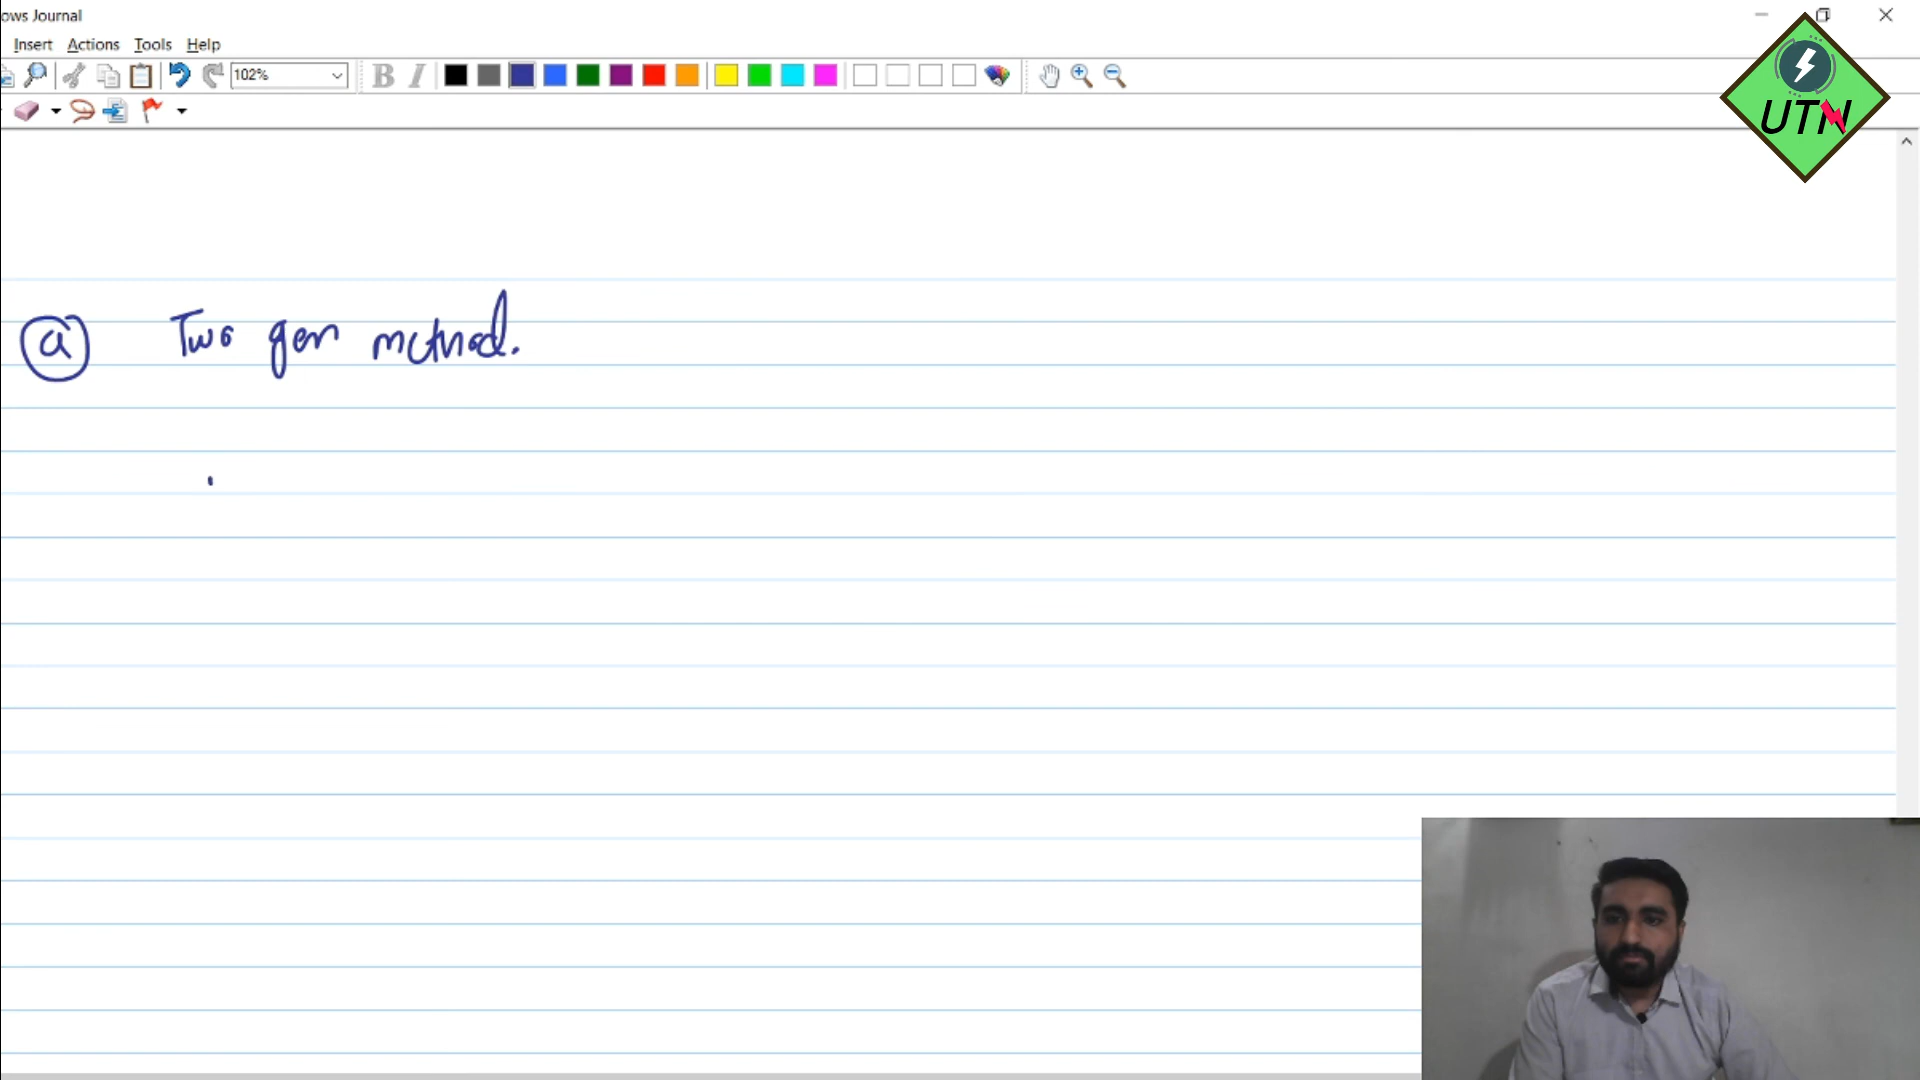 ows Journal
Insert Actions Tools Help
102% B I
UTN
a Two gen method.